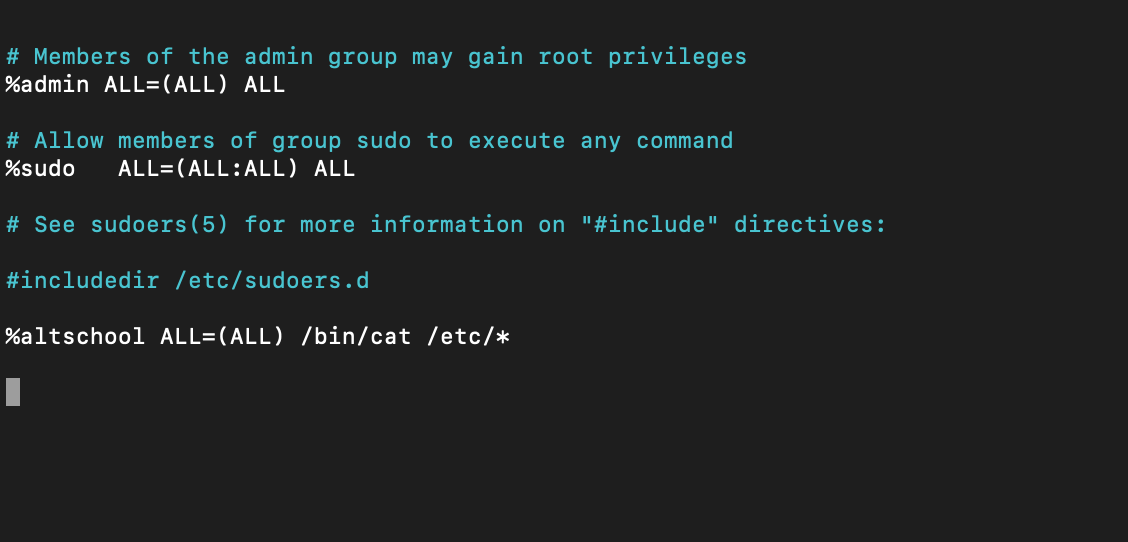 # Members of the admin group may gain root privileges
%admin ALL=(ALL) ALL
# Allow members of group sudo to execute any command
%sudo   ALL=(ALL:ALL) ALL
# See sudoers(5) for more information on "#include" directives:
#includedir /etc/sudoers.d
%altschool ALL=(ALL) /bin/cat /etc/*